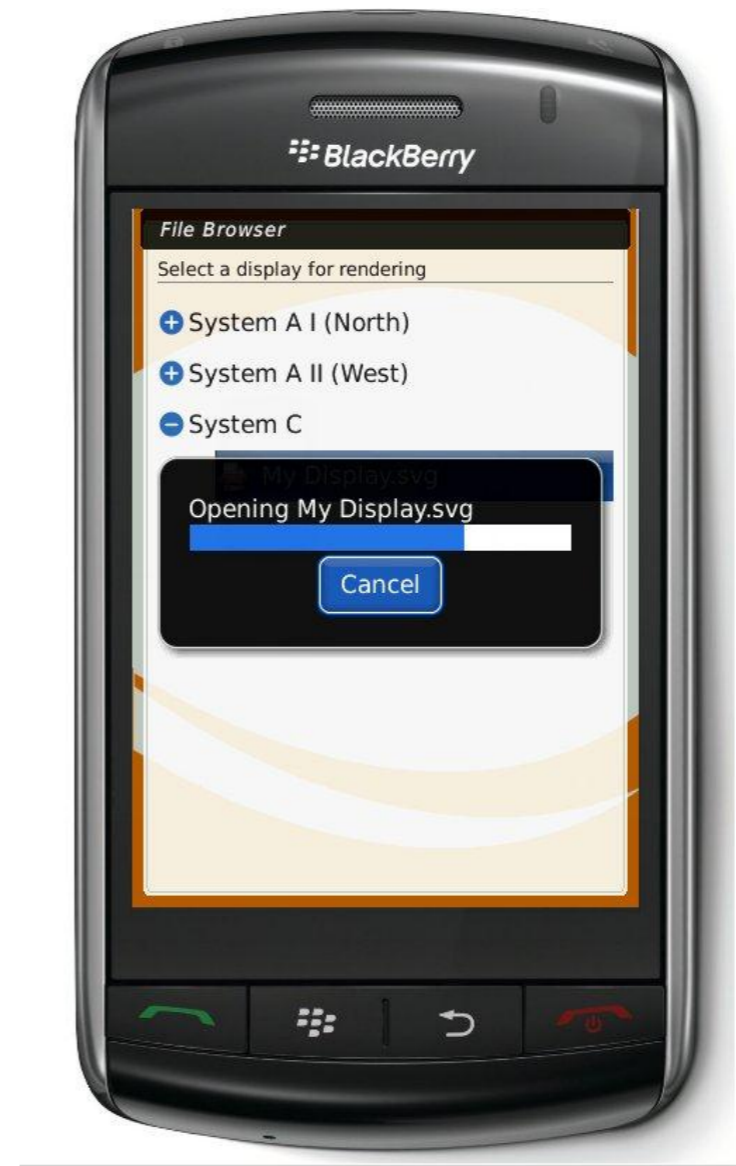 BlackBerry
File Browser
Select a display for rendering
System A I (North)
System A II (West)
System C
My Display.svg
Opening My Display.svg
Cancel